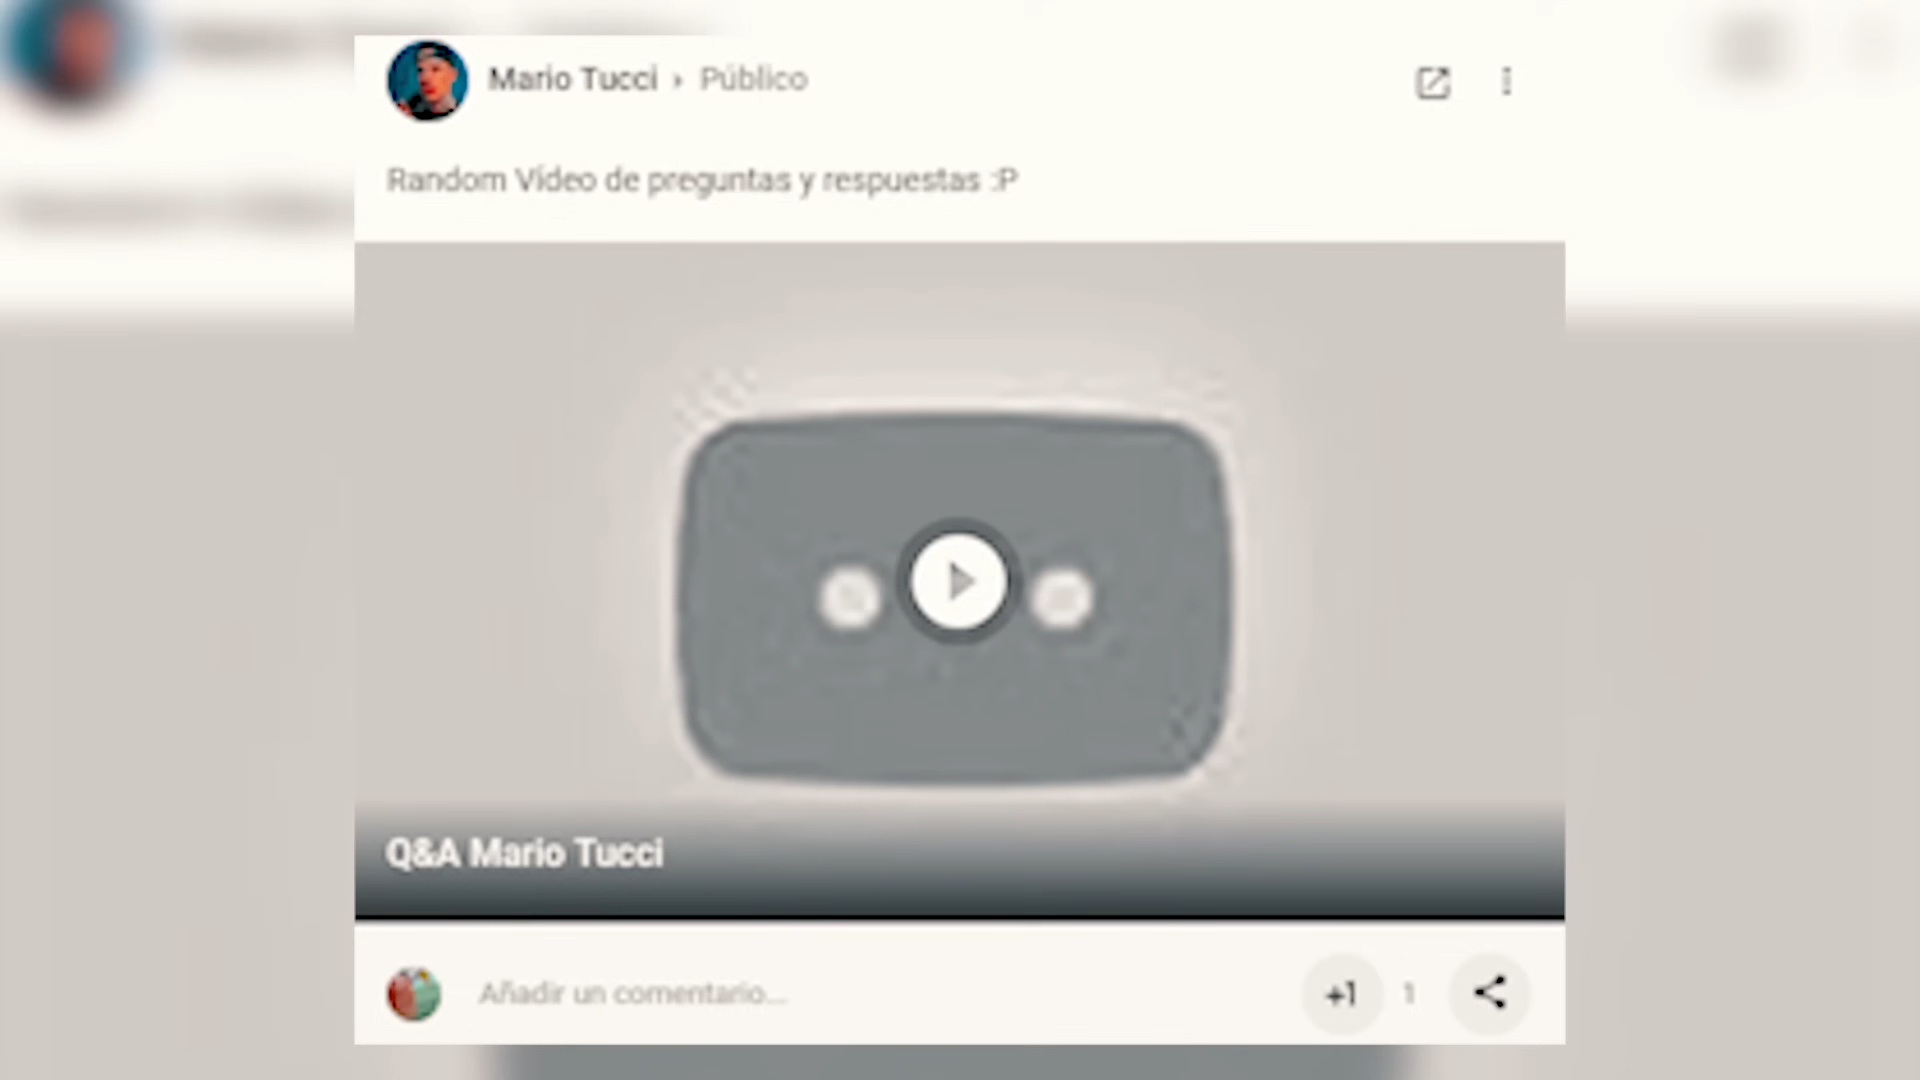 Mario Tucci › Público
Random Vídeo de preguntas y respuestas :P
Q&A Mario Tucci
Añadir un comentario...
+1 1